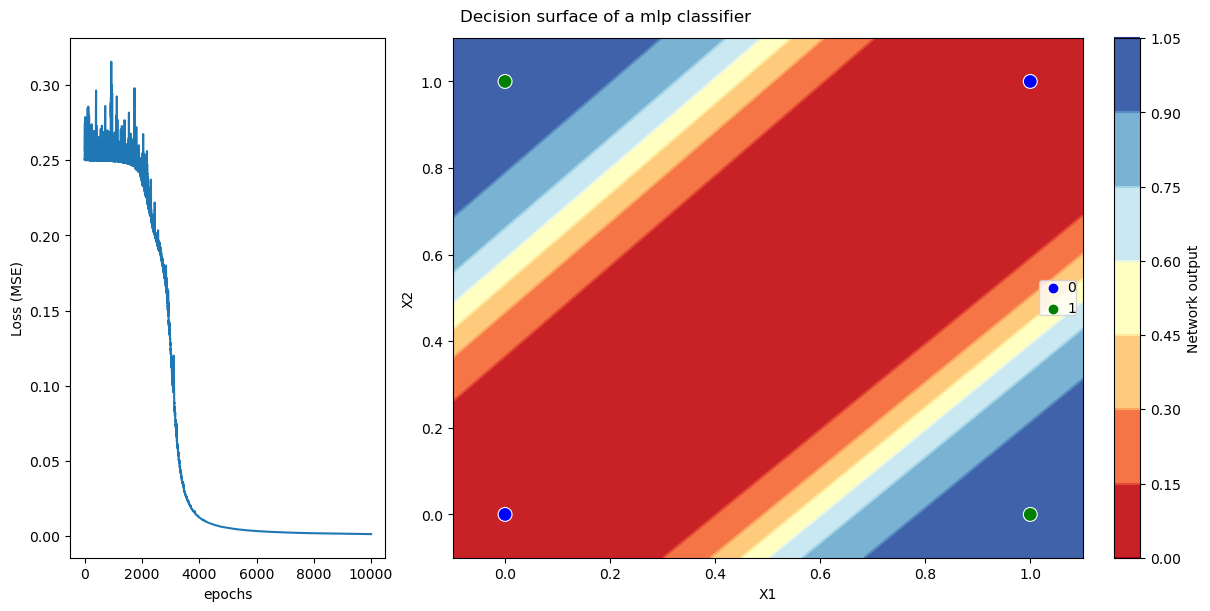 Decision surface of a mlp classifier
0.30
0.25
0.20
0.15
0.10
0.05
0.00
Loss (MSE)
0 2000 4000 6000 8000 10000
epochs
1.0
0.8
0.6
0.4
0.2
0.0
X2
0.0 0.2 0.4 0.6 0.8 1.0
X1
0
1
1.05
0.90
0.75
0.60
0.45
0.30
0.15
0.00
Network output